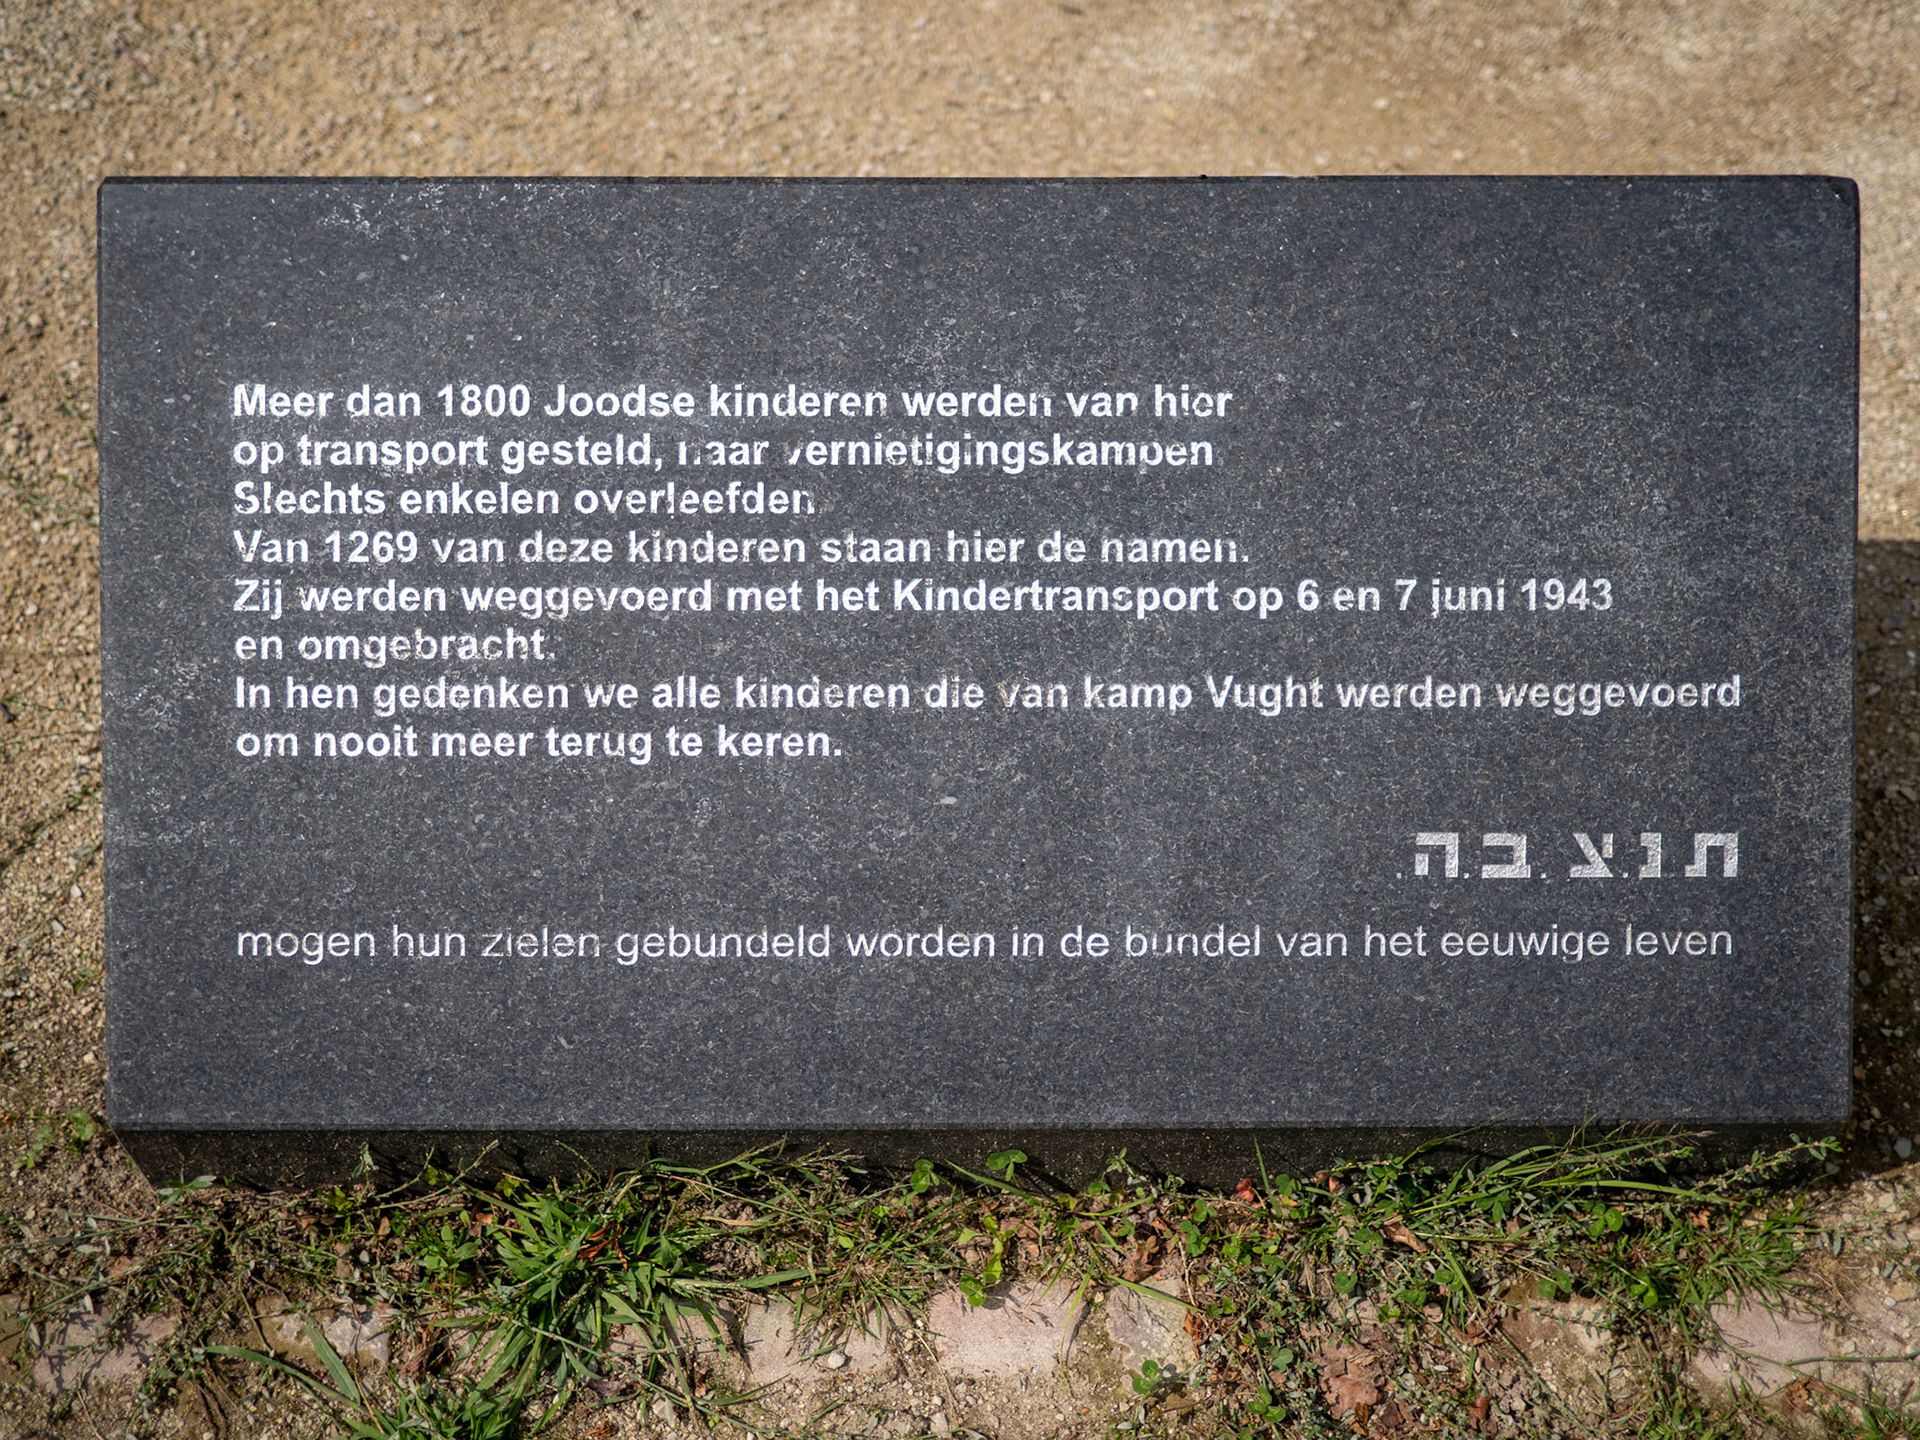 Meer dan 1800 Joodse kinderen werden van hier
op transport gesteld, naar vernietigingskampen
Slechts enkelen overleefden
Van 1269 van deze kinderen staan hier de namen.
Zij werden weggevoerd met het Kindertransport op 6 en 7 juni 1943
en omgebracht.
In hen gedenken we alle kinderen die van kamp Vught werden weggevoerd
om nooit meer terug te keren.
ת נ.צ .ב.ה.
mogen hun zielen gebundeld worden in de bundel van het eeuwige leven